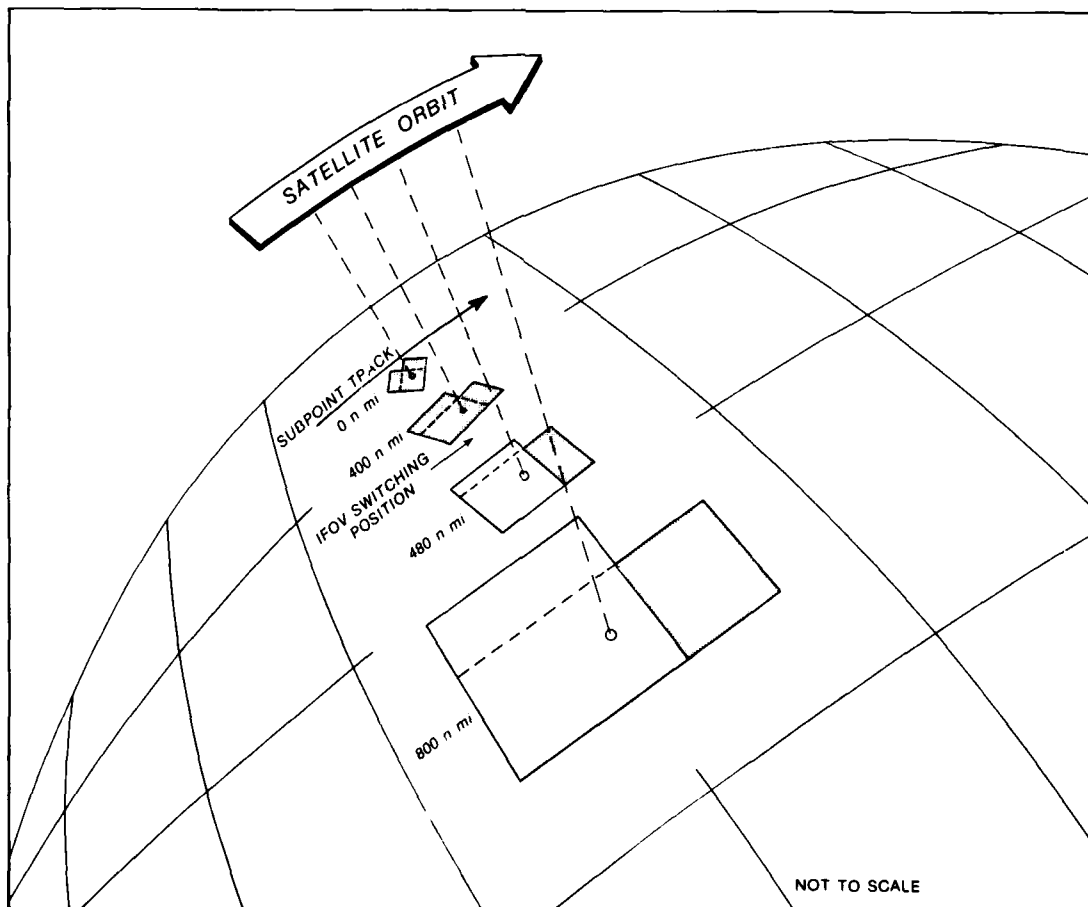 SATELLITE ORBIT
SUBPOINT TRACK
0 n mi
400 n mi
IFOV SWITCHING
POSITION
480 n mi
800 n mi
NOT TO SCALE